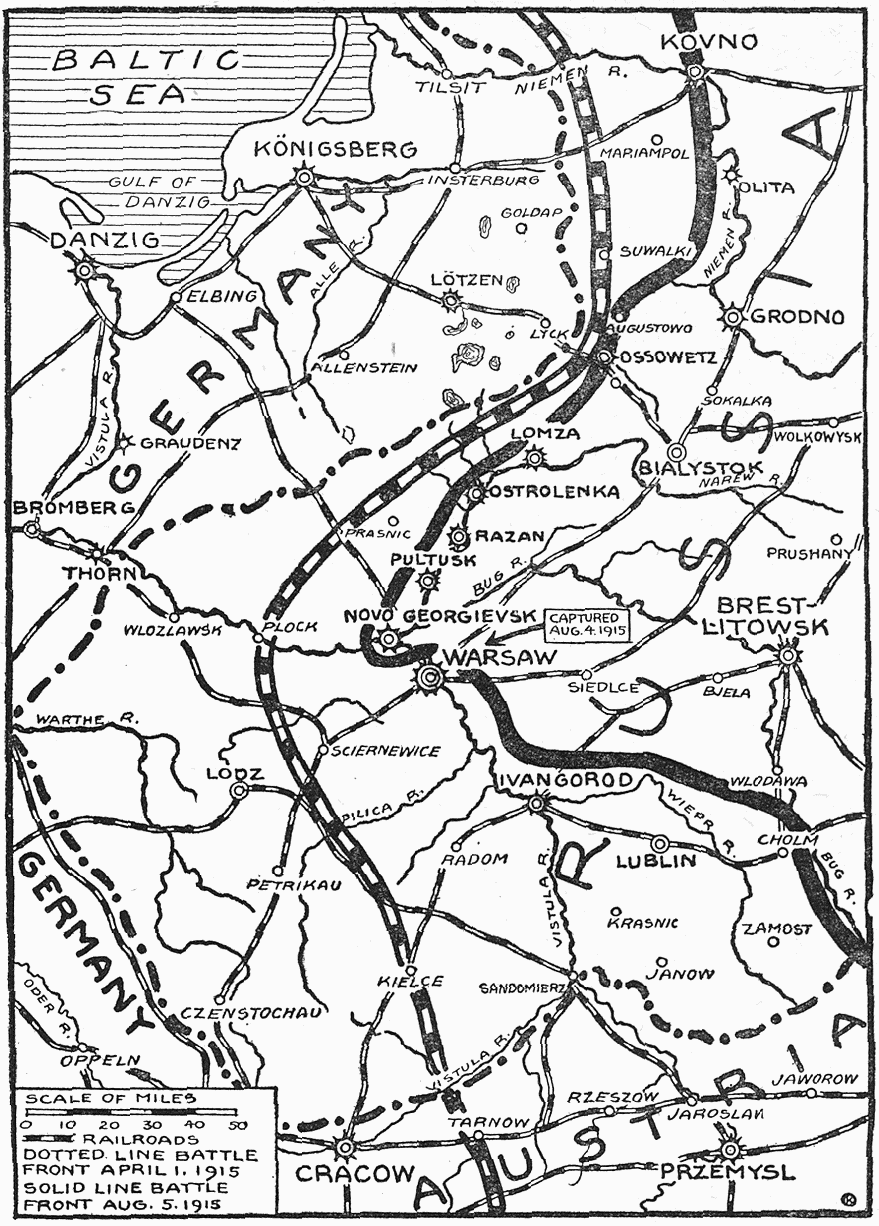 KOVNO
BALTIC
SEA
TILSIT
NIEMEN R.
MARIAMPOL
KÖNIGSBERG
INSTERBURG
OLITA
GULF OF
DANZIG
GOLDAP
NIEMEN R.
DANZIG
ALLE R.
SUWALKI
LÖTZEN
ELBING
GRODNO
LYCK
AUGUSTOWO
OSSOWETZ
ALLENSTEIN
SOKALKA
VISTULA R.
GRAUDENZ
GERMANY
LOMZA
WOLKOWYSK
BIALYSTOK
NAREW R.
OSTROLENKA
BROMBERG
PRASNIC
RAZAN
PRUSHANY
THORN
PULTUSK
BUG R.
NOVO GEORGIEVSK
CAPTURED
AUG. 4. 1915
BREST-
LITOWSK
WLOZLAWSK
PLOCK
WARSAW
SIEDLCE
BJELA
WARTHE R.
SCIERNEWICE
LODZ
IVANGOROD
WLODAWA
PILICA R.
WIEPR R.
CHOLM
RADOM
LUBLIN
BUG R.
PETRIKAU
VISTULA R.
RUSSIA
GERMANY
KRASNIC
ZAMOST
JANOW
KIELCE
SANDOMIERZ
ODER R.
CZENSTOCHAU
OPPELN
VISTULA R.
JAWOROW
RZESZOW
JAROSLAW
TARNOW
CRACOW
AUSTRIA
PRZEMYSL
SCALE OF MILES
0 10 20 30 40 50
RAILROADS
DOTTED LINE BATTLE
FRONT APRIL 1, 1915
SOLID LINE BATTLE
FRONT AUG. 5. 1915
K